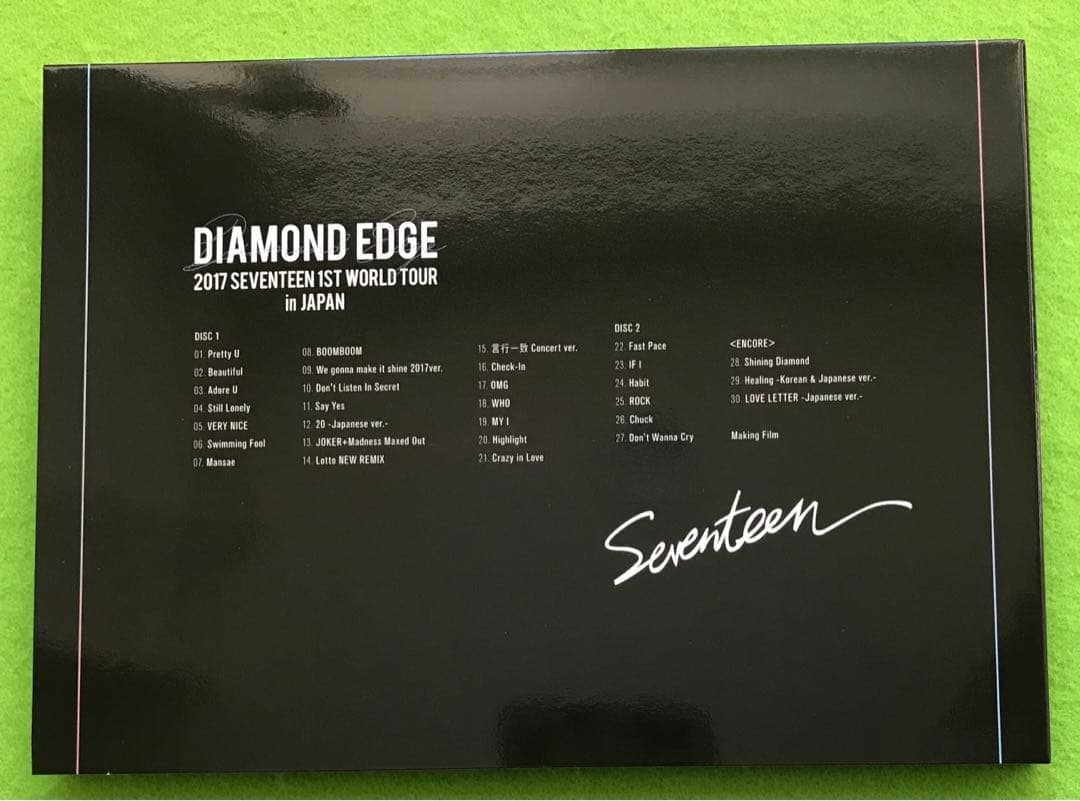 DIAMOND EDGE
2017 SEVENTEEN 1ST WORLD TOUR
in JAPAN
DISC 1
01. Pretty U
02. Beautiful
03. Adore U
04. Still Lonely
05. VERY NICE
06. Swimming Fool
07. Mansae
08. BOOMBOOM
09. We gonna make it shine 2017ver.
10. Don't Listen In Secret
11. Say Yes
12. 20 -Japanese ver.-
13. JOKER+Madness Maxed Out
14. Lotto NEW REMIX
15. 言行一致 Concert ver.
16. Check-In
17. OMG
18. WHO
19. MY I
20. Highlight
21. Crazy in Love
DISC 2
22. Fast Pace
23. IF I
24. Habit
25. ROCK
26. Chuck
27. Don't Wanna Cry
<ENCORE>
28. Shining Diamond
29. Healing -Korean & Japanese ver.-
30. LOVE LETTER -Japanese ver.-
Making Film
Seventeen